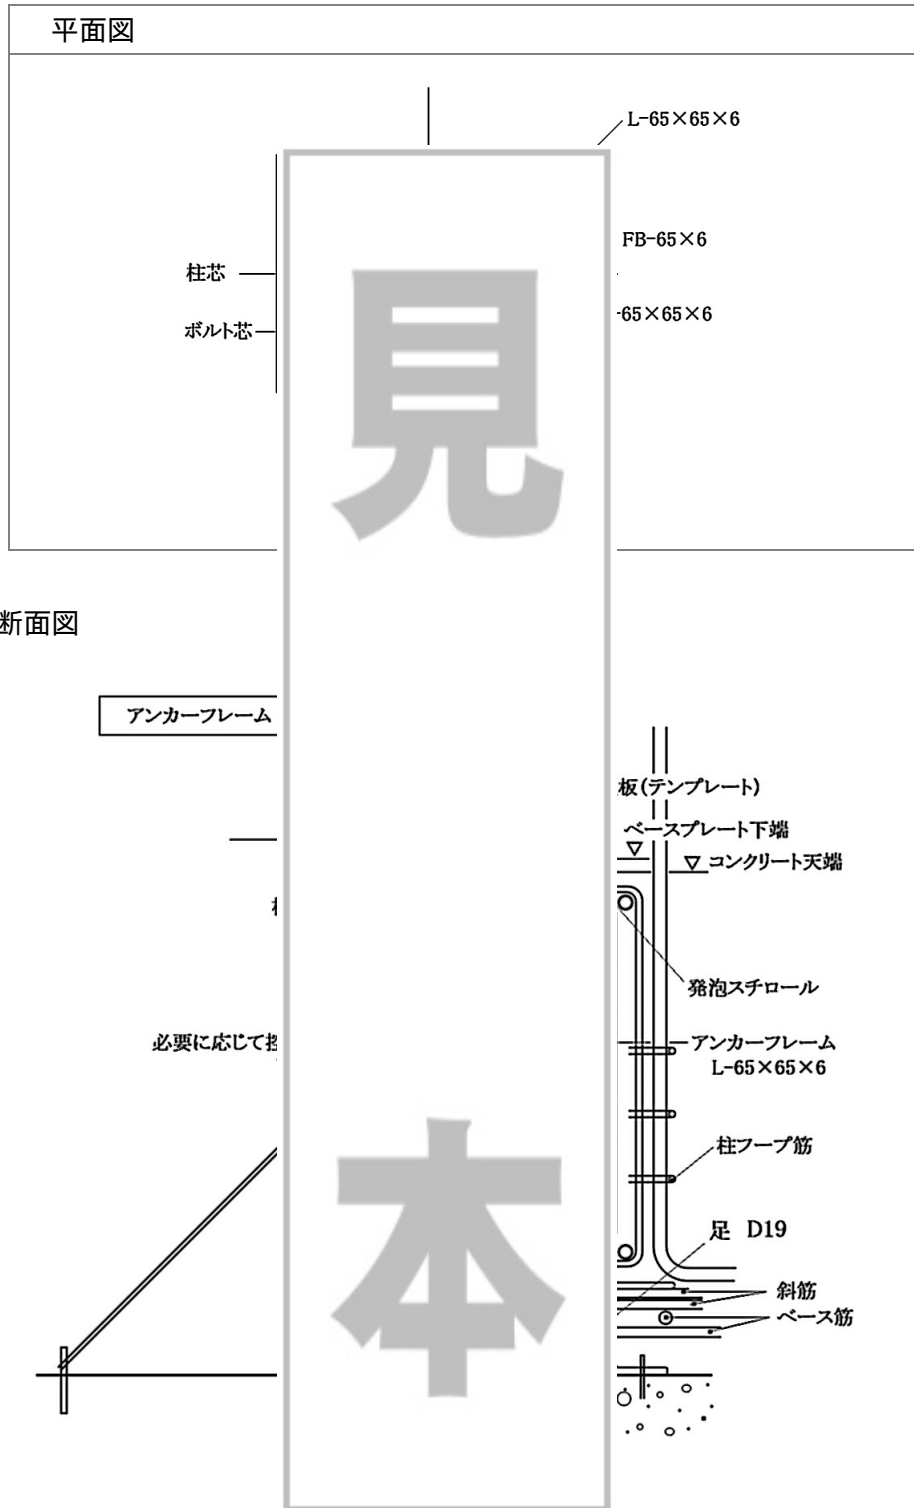 平面図
L-65×65×6
FB-65×6
柱芯
-65×65×6
ボルト芯
見
本
断面図
アンカーフレーム
板(テンプレート)
ベースプレート下端
コンクリート天端
発泡スチロール
必要に応じて控
アンカーフレーム
L-65×65×6
柱フープ筋
足 D19
斜筋
ベース筋